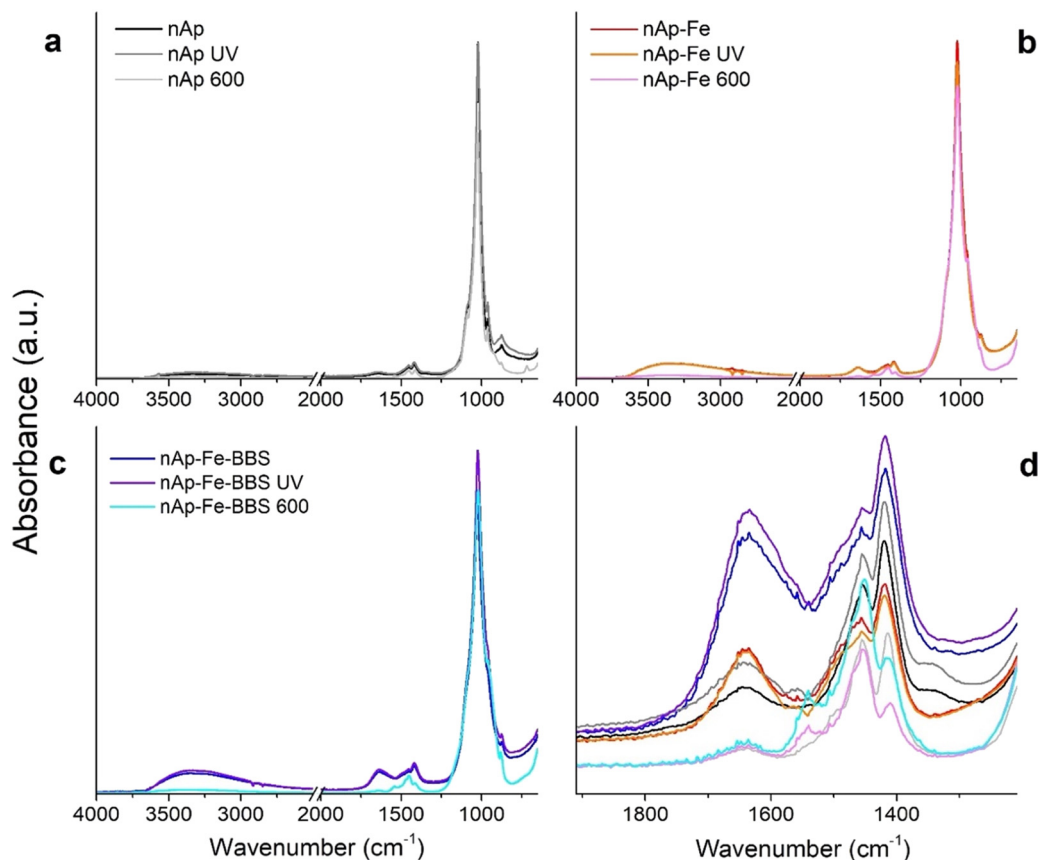 a
nAp
nAp UV
nAp 600
4000 3500 3000 2000 1500 1000
b
nAp-Fe
nAp-Fe UV
nAp-Fe 600
4000 3500 3000 2000 1500 1000
c
nAp-Fe-BBS
nAp-Fe-BBS UV
nAp-Fe-BBS 600
4000 3500 3000 2000 1500 1000
Wavenumber (cm⁻¹)
d
1800 1600 1400
Wavenumber (cm⁻¹)
Absorbance (a.u.)